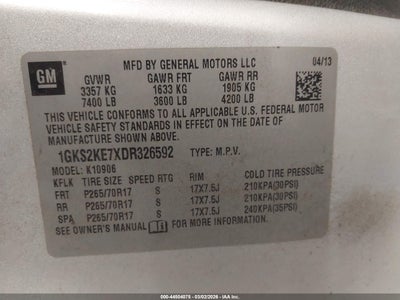 GM
MFD BY GENERAL MOTORS LLC
04/13
GVWR GAWR FRT GAWR RR
3357 KG 1633 KG 1905 KG
7400 LB 3600 LB 4200 LB
THIS VEHICLE CONFORMS TO ALL APPLICABLE U.S. FEDERAL MOTOR
VEHICLE SAFETY STANDARDS IN EFFECT ON THE DATE OF
MANUFACTURE SHOWN ABOVE.
1GKS2KE7XDR326592 TYPE: M.P.V.
MODEL: K10906
KFLK TIRE SIZE SPEED RTG RIM COLD TIRE PRESSURE
FRT P265/70R17 S 17X7.5J 210KPA(30PSI)
RR P265/70R17 S 17X7.5J 210KPA(30PSI)
SPA P265/70R17 S 17X7.5J 240KPA(35PSI)
SEE OWNER'S MANUAL FOR MORE INFORMATION.
000-44504075 - 03/02/2026 - © COPYRIGHT IAA, LLC